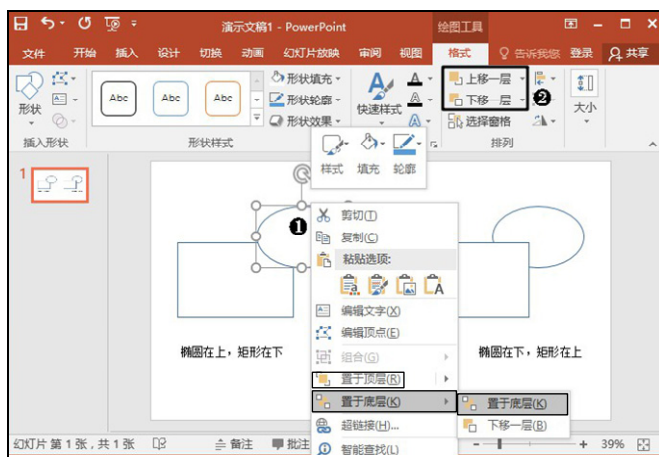 演示文稿1 - PowerPoint
绘图工具
文件 开始 插入 设计 切换 动画 幻灯片放映 审阅 视图 格式 告诉我您 登录 共享
形状
Abc Abc Abc
形状填充
形状轮廓
形状效果
快速样式
上移一层
下移一层
选择窗格
❷
大小
插入形状 形状样式 排列
样式 填充 轮廓
1
❶
剪切(T)
复制(C)
粘贴选项:
编辑文字(X)
编辑顶点(E)
组合(G)
置于顶层(R)
置于底层(K)
超链接(H)...
智能查找(L)
置于底层(K)
下移一层(B)
椭圆在上，矩形在下
椭圆在下，矩形在上
幻灯片 第 1 张，共 1 张 备注 批注 39%